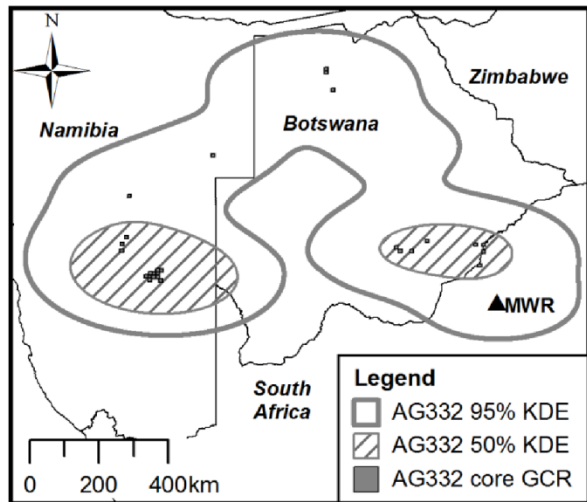 N
Zimbabwe
Namibia
Botswana
MWR
South
Africa
Legend
AG332 95% KDE
AG332 50% KDE
AG332 core GCR
0 200 400km